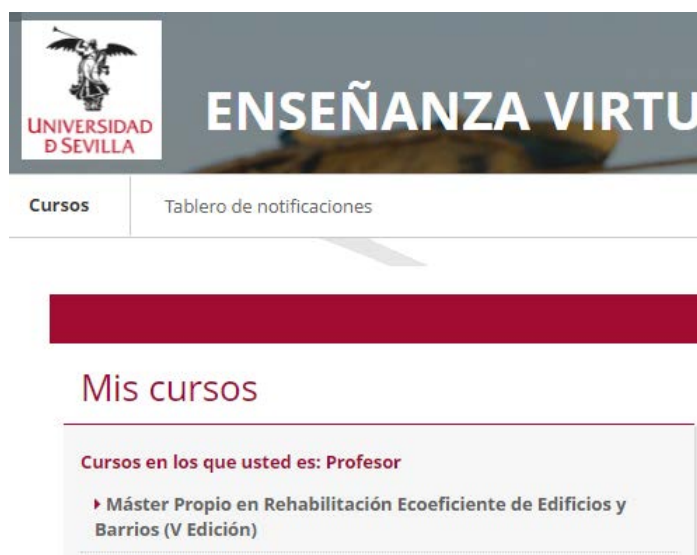 UNIVERSIDAD
D SEVILLA
ENSEÑANZA VIRTU
Cursos
Tablero de notificaciones
Mis cursos
Cursos en los que usted es: Profesor
Máster Propio en Rehabilitación Ecoeficiente de Edificios y
Barrios (V Edición)